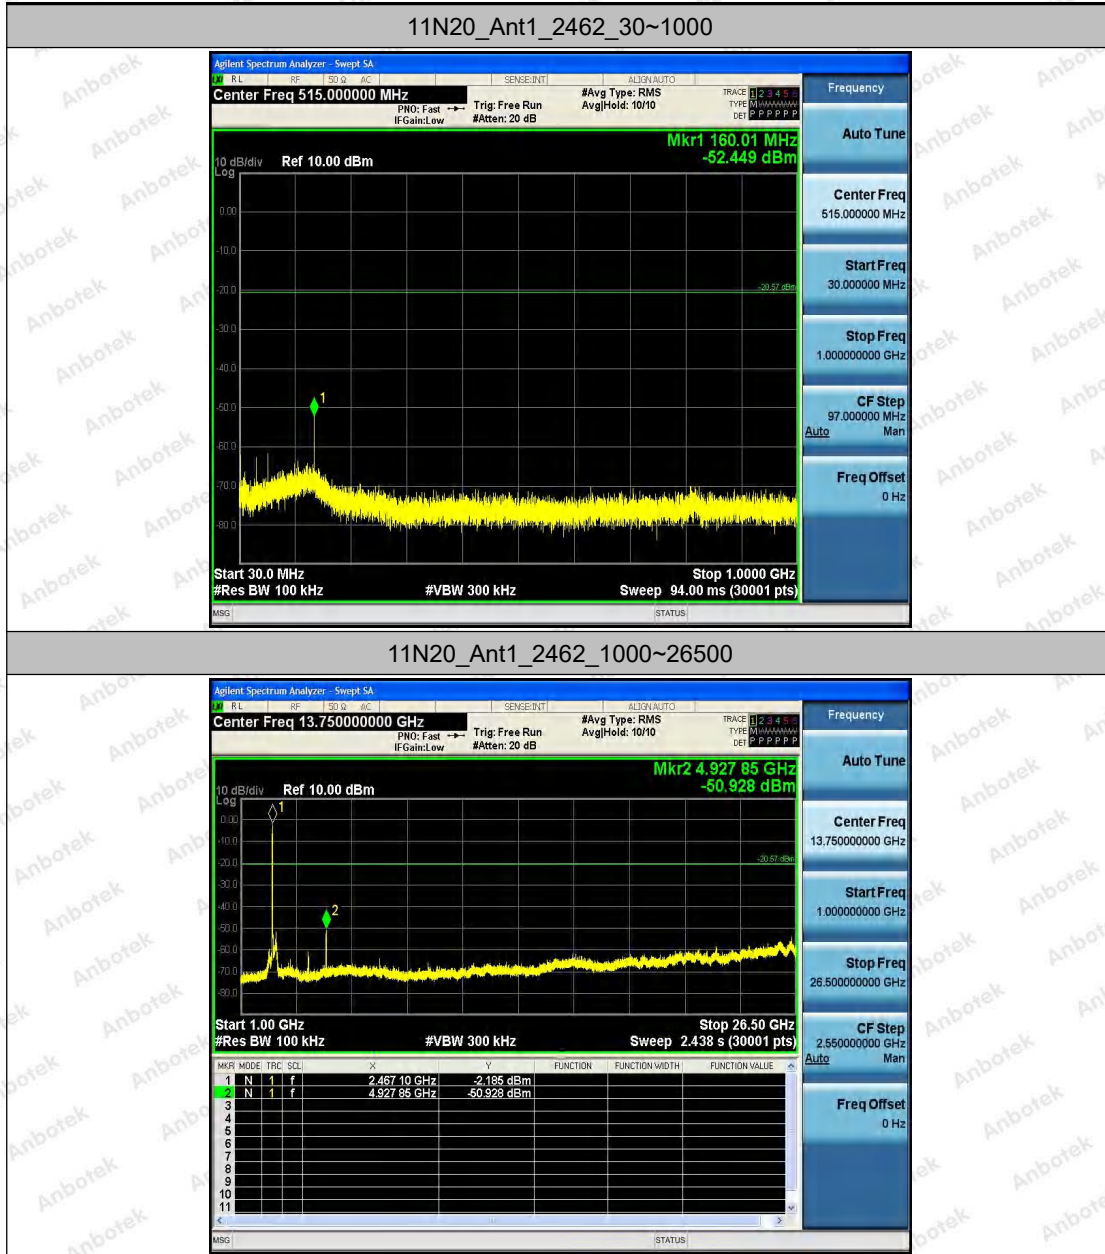 11N20_Ant1_2462_30~1000
Agilent Spectrum Analyzer - Swept SA
RL RF 50 Ω AC SENSE:INT ALIGN AUTO
Center Freq 515.000000 MHz
PNO: Fast
IFGain:Low
Trig: Free Run
#Atten: 20 dB
#Avg Type: RMS
Avg|Hold: 10/10
TRACE 1 2 3 4 5 6
TYPE M
DET P P P P P P
Mkr1 160.01 MHz
-52.449 dBm
10 dB/div Ref 10.00 dBm
Log
0.00
-10.0
-20.0
-20.57 dBm
-30.0
-40.0
-50.0
1
-60.0
-70.0
-80.0
Start 30.0 MHz Stop 1.0000 GHz
#Res BW 100 kHz #VBW 300 kHz Sweep 94.00 ms (30001 pts)
MSG STATUS
Frequency
Auto Tune
Center Freq
515.000000 MHz
Start Freq
30.000000 MHz
Stop Freq
1.000000000 GHz
CF Step
97.000000 MHz
Auto Man
Freq Offset
0 Hz
11N20_Ant1_2462_1000~26500
Agilent Spectrum Analyzer - Swept SA
RL RF 50 Ω AC SENSE:INT ALIGN AUTO
Center Freq 13.750000000 GHz
PNO: Fast
IFGain:Low
Trig: Free Run
#Atten: 20 dB
#Avg Type: RMS
Avg|Hold: 10/10
TRACE 1 2 3 4 5 6
TYPE M
DET P P P P P P
Mkr2 4.927 85 GHz
-50.928 dBm
10 dB/div Ref 10.00 dBm
Log
1
0.00
-10.0
-20.0
-20.57 dBm
-30.0
-40.0
2
-50.0
-60.0
-70.0
-80.0
Start 1.00 GHz Stop 26.50 GHz
#Res BW 100 kHz #VBW 300 kHz Sweep 2.438 s (30001 pts)
MKR MODE TRC SCL X Y FUNCTION FUNCTION WIDTH FUNCTION VALUE
1 N 1 f 2.467 10 GHz -2.185 dBm
2 N 1 f 4.927 85 GHz -50.928 dBm
3
4
5
6
7
8
9
10
11
MSG STATUS
Frequency
Auto Tune
Center Freq
13.750000000 GHz
Start Freq
1.000000000 GHz
Stop Freq
26.500000000 GHz
CF Step
2.550000000 GHz
Auto Man
Freq Offset
0 Hz
Anbotek